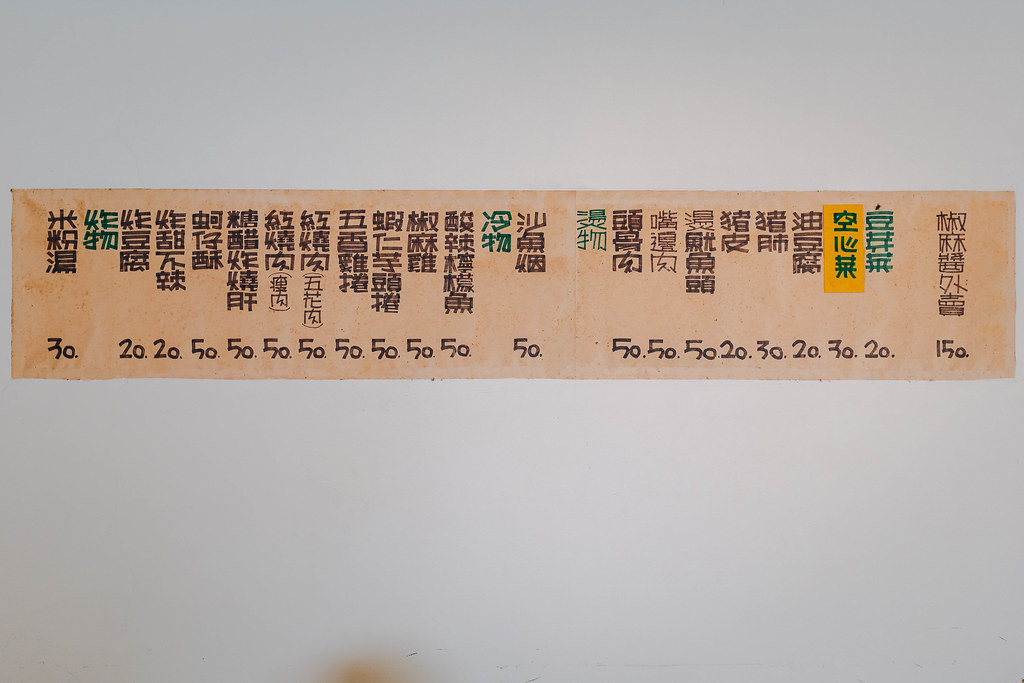 米粉湯 30.
炸物
炸豆腐 20.
炸甜不辣 20.
蚵仔酥 50.
糖醋炸燒肝 50.
紅燒肉(瘦肉) 50.
紅燒肉(五花肉) 50.
五香雞捲 50.
蝦仁芋頭捲 50.
椒麻雞 50.
酸辣檸檬魚 50.
冷物
沙魚烟 50.
燙物
頭骨肉 50.
嘴邊肉 50.
燙魷魚頭 50.
豬皮 20.
豬肺 30.
油豆腐 20.
空心菜 30.
豆芽菜 20.
椒麻醬外賣 150.